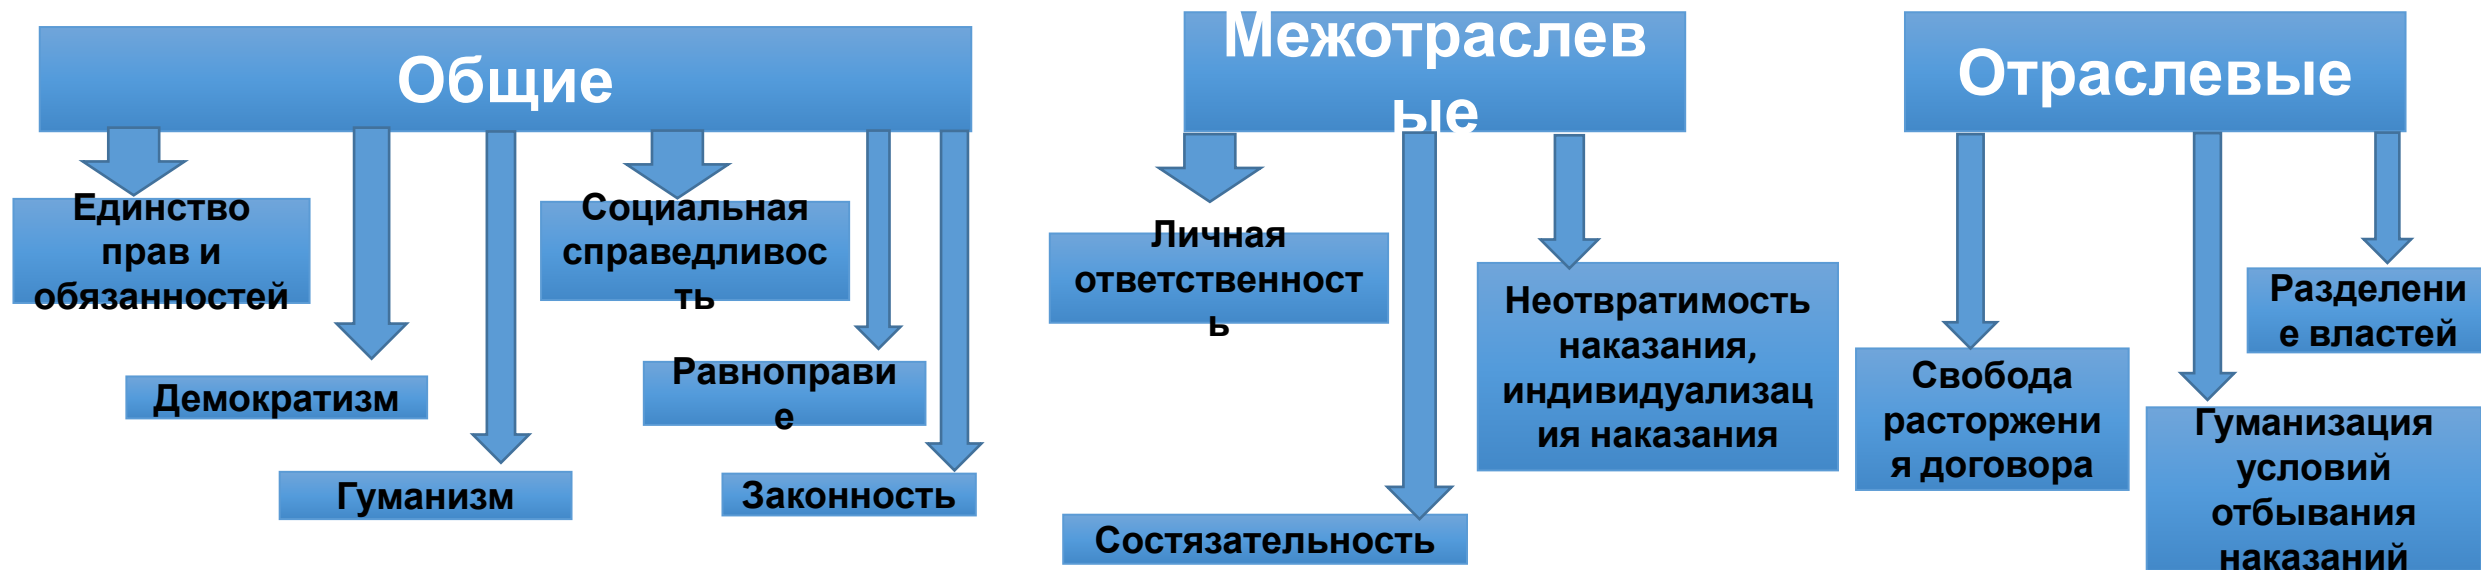 Общие
Единство
прав и
обязанностей
Демократизм
Гуманизм
Социальная
справедливос
ть
Равноправи
е
Законность
Межотраслев
ые
Личная
ответственност
ь
Состязательность
Неотвратимость
наказания,
индивидуализац
ия наказания
Отраслевые
Свобода
расторжени
я договора
Гуманизация
условий
отбывания
наказаний
Разделени
е властей